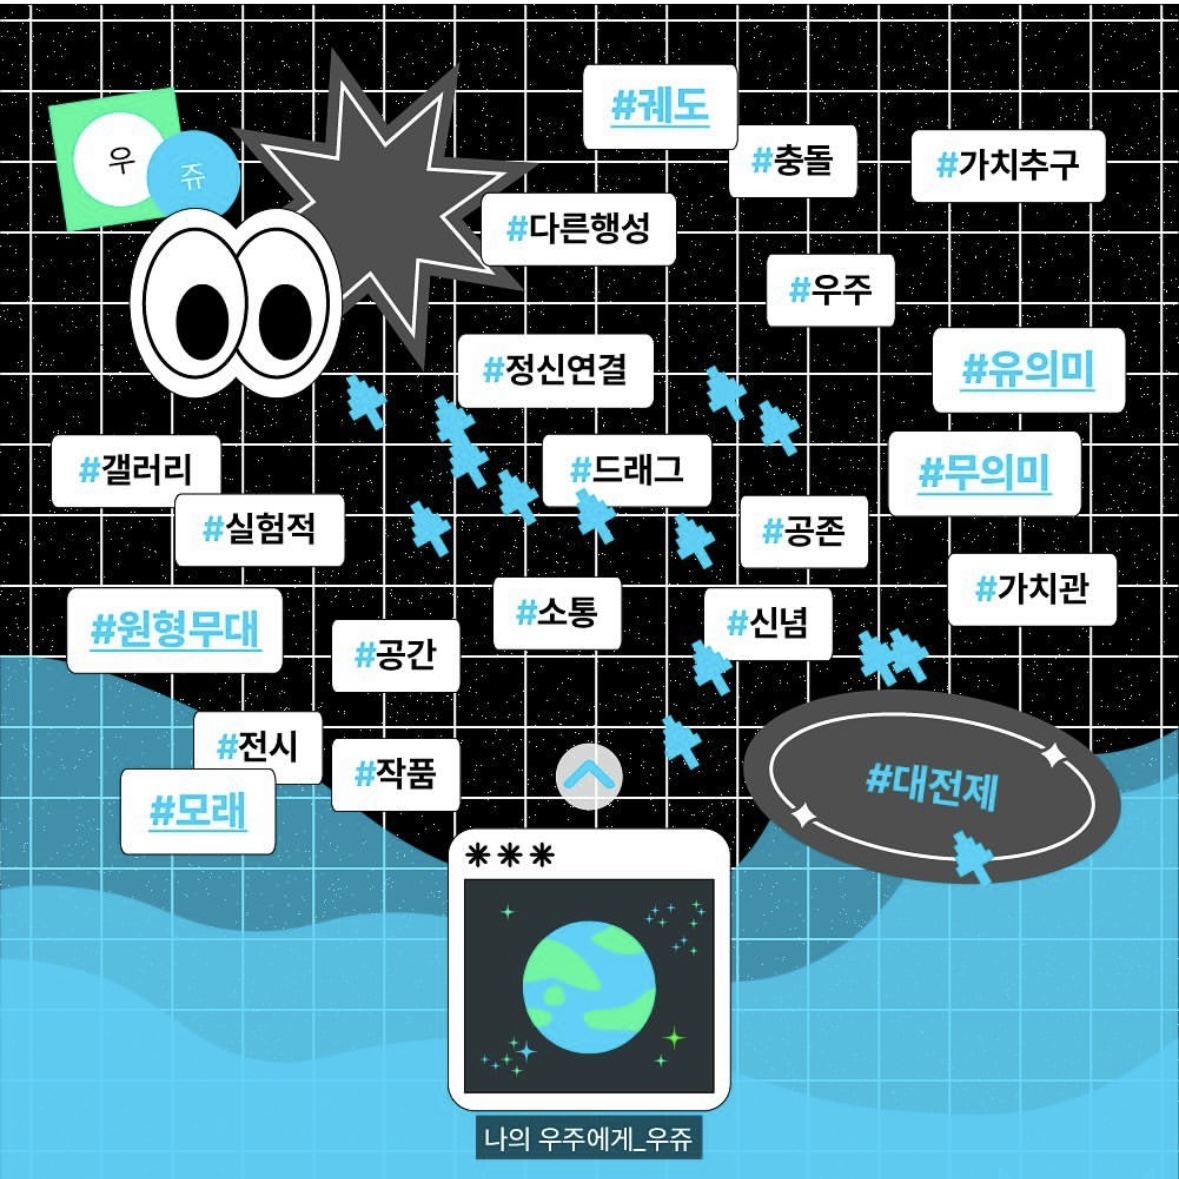 우
쥬
#궤도
#충돌
#가치추구
#다른행성
#우주
#정신연결
#유의미
#갤러리
#드래그
#무의미
#실험적
#공존
#가치관
#소통
#신념
#원형무대
#공간
#전시
#작품
#모래
#대전제
나의 우주에게_우쥬